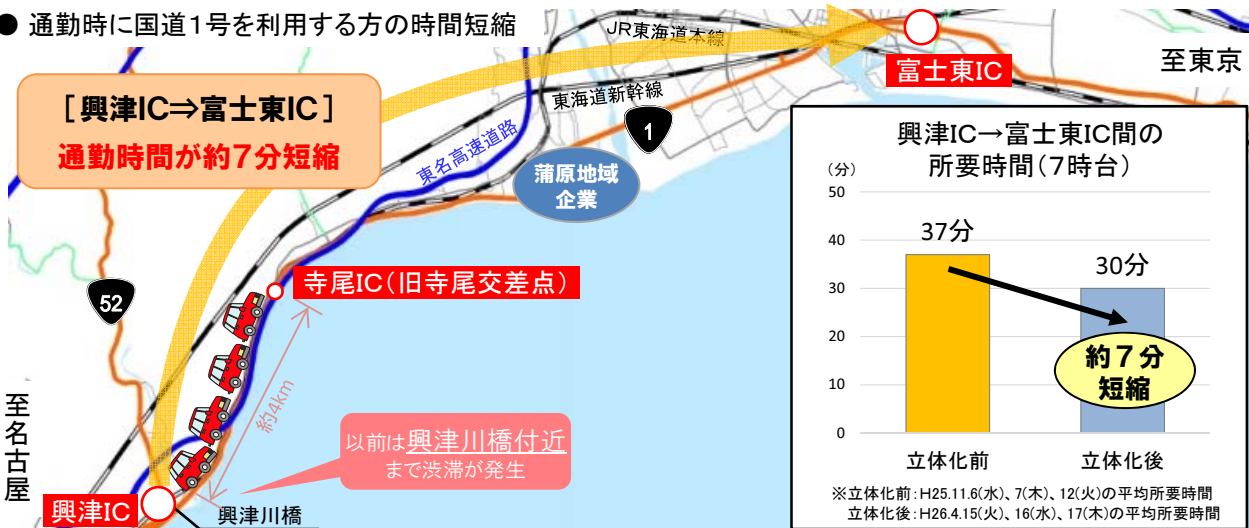 ● 通勤時に国道1号を利用する方の時間短縮
[興津IC⇒富士東IC]
通勤時間が約7分短縮
JR東海道本線
富士東IC
至東京
東海道新幹線
1
東名高速道路
蒲原地域
企業
寺尾IC(旧寺尾交差点)
52
約4km
以前は興津川橋付近
まで渋滞が発生
至名古屋
興津IC
興津川橋
興津IC→富士東IC間の
所要時間(7時台)
(分)
50
40
30
20
10
0
37分
30分
約7分
短縮
立体化前
立体化後
※立体化前:H25.11.6(水)、7(木)、12(火)の平均所要時間
立体化後:H26.4.15(火)、16(水)、17(木)の平均所要時間